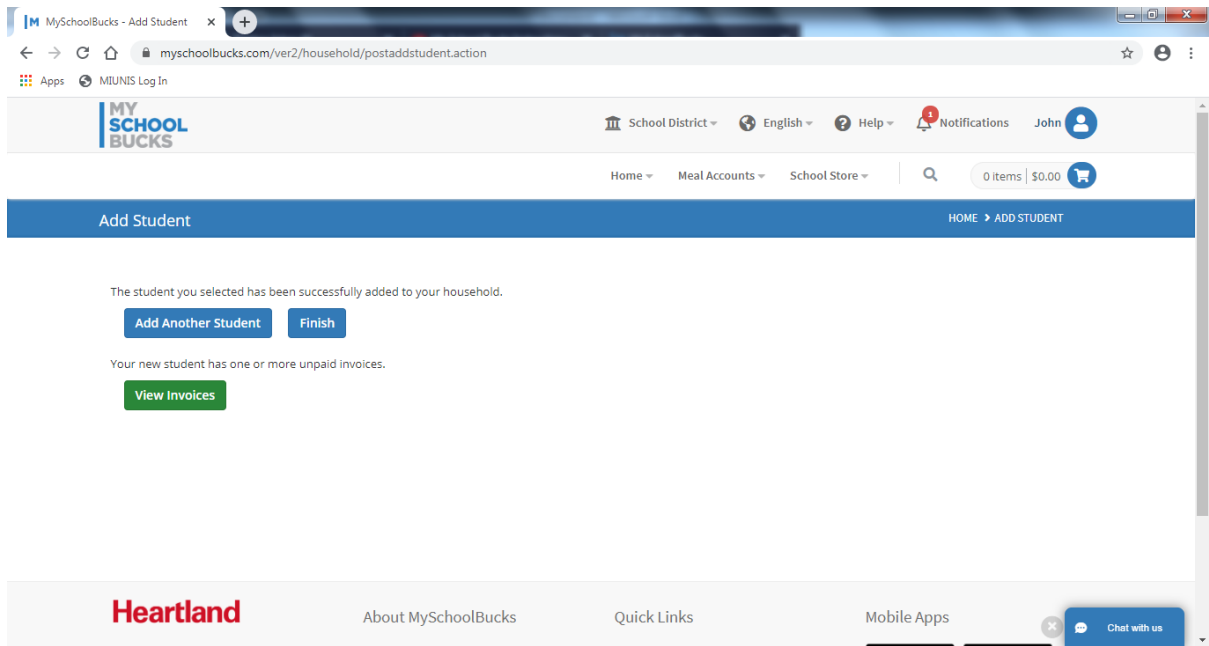 MySchoolBucks - Add Student
myschoolbucks.com/ver2/household/postaddstudent.action
Apps MIUNIS Log In
MY
SCHOOL
BUCKS
School District English Help 1 Notifications John
Home Meal Accounts School Store 0 items $0.00
Add Student HOME > ADD STUDENT
The student you selected has been successfully added to your household.
Add Another Student Finish
Your new student has one or more unpaid invoices.
View Invoices
Heartland About MySchoolBucks Quick Links Mobile Apps
Chat with us